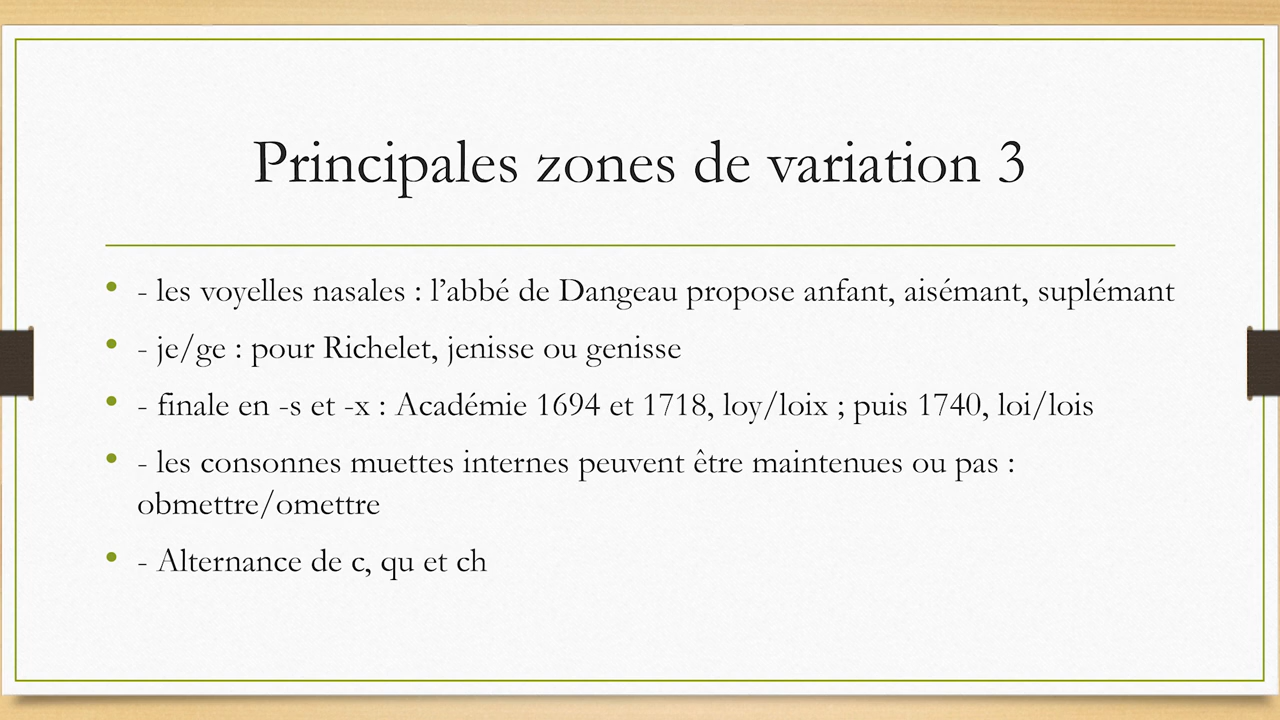 Principales zones de variation 3
• - les voyelles nasales : l’abbé de Dangeau propose anfant, aisémant, suplémant
• - je/ge : pour Richelet, jenisse ou genisse
• - finale en -s et -x : Académie 1694 et 1718, loy/loix ; puis 1740, loi/lois
• - les consonnes muettes internes peuvent être maintenues ou pas :
obmettre/omettre
• - Alternance de c, qu et ch